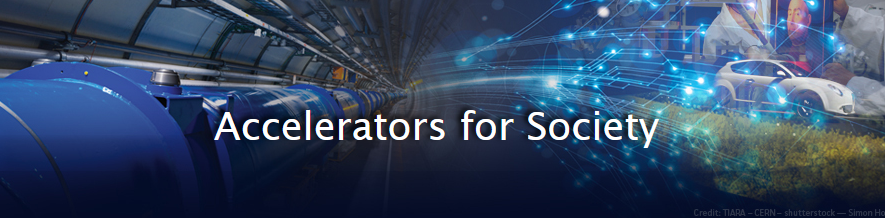 Accelerators for Society
Credit: TIARA – CERN – shutterstock — Simon